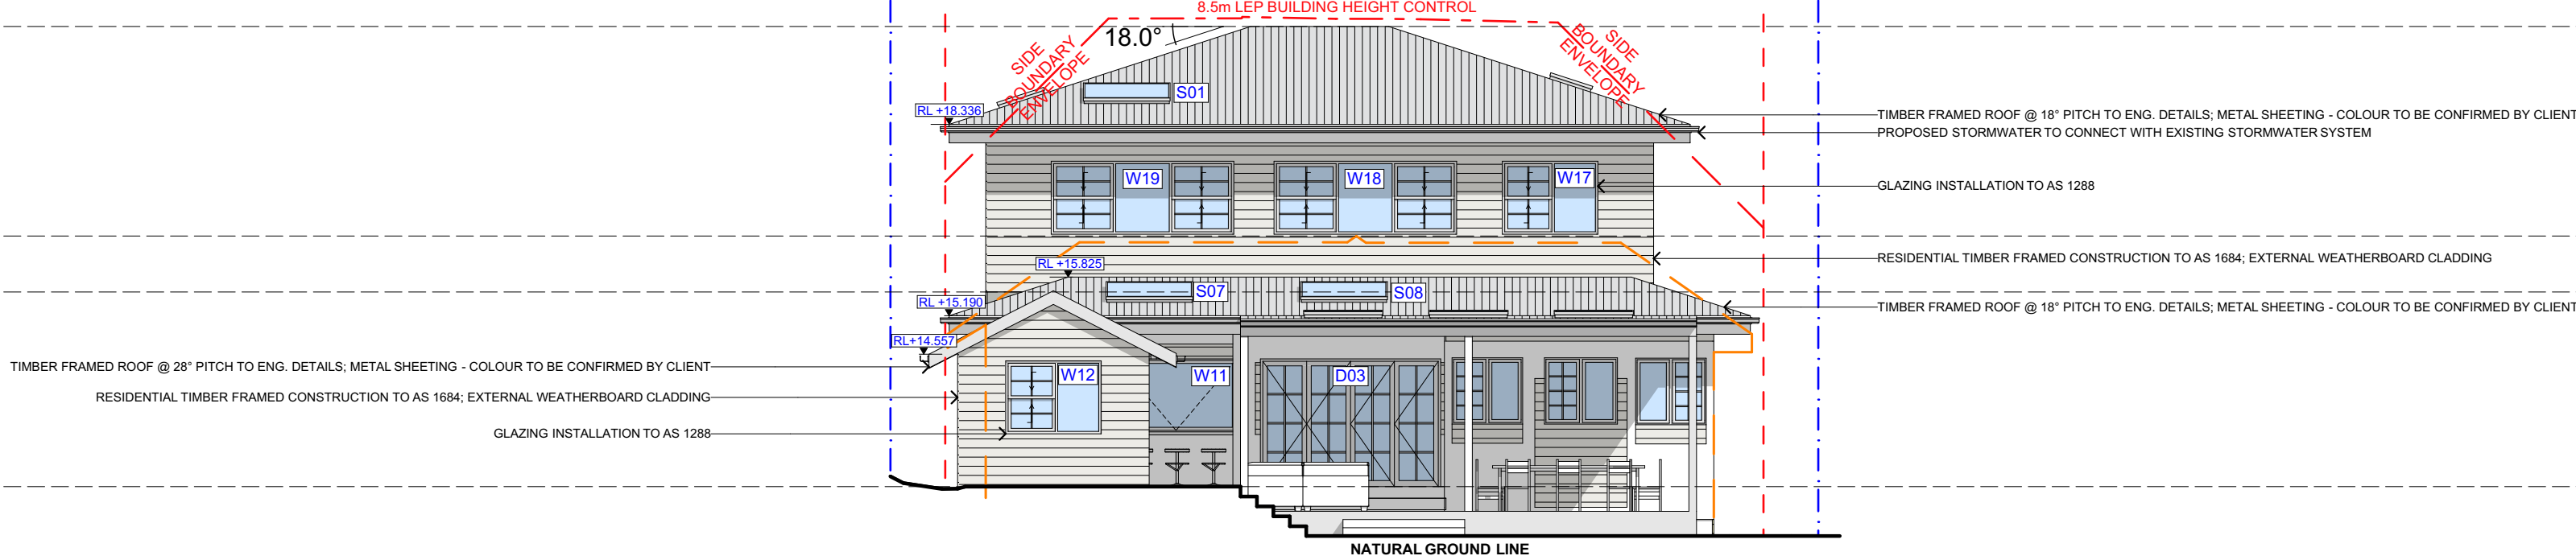 8.5m LEP BUILDING HEIGHT CONTROL
18.0°
SIDE
BOUNDARY
ENVELOPE
SIDE
BOUNDARY
ENVELOPE
S01
RL +18.336
TIMBER FRAMED ROOF @ 18° PITCH TO ENG. DETAILS; METAL SHEETING - COLOUR TO BE CONFIRMED BY CLIENT
PROPOSED STORMWATER TO CONNECT WITH EXISTING STORMWATER SYSTEM
W19
W18
W17
GLAZING INSTALLATION TO AS 1288
RESIDENTIAL TIMBER FRAMED CONSTRUCTION TO AS 1684; EXTERNAL WEATHERBOARD CLADDING
RL +15.825
S07
S08
RL +15.190
TIMBER FRAMED ROOF @ 18° PITCH TO ENG. DETAILS; METAL SHEETING - COLOUR TO BE CONFIRMED BY CLIENT
RL+14.557
TIMBER FRAMED ROOF @ 28° PITCH TO ENG. DETAILS; METAL SHEETING - COLOUR TO BE CONFIRMED BY CLIENT
W12
W11
D03
RESIDENTIAL TIMBER FRAMED CONSTRUCTION TO AS 1684; EXTERNAL WEATHERBOARD CLADDING
GLAZING INSTALLATION TO AS 1288
NATURAL GROUND LINE